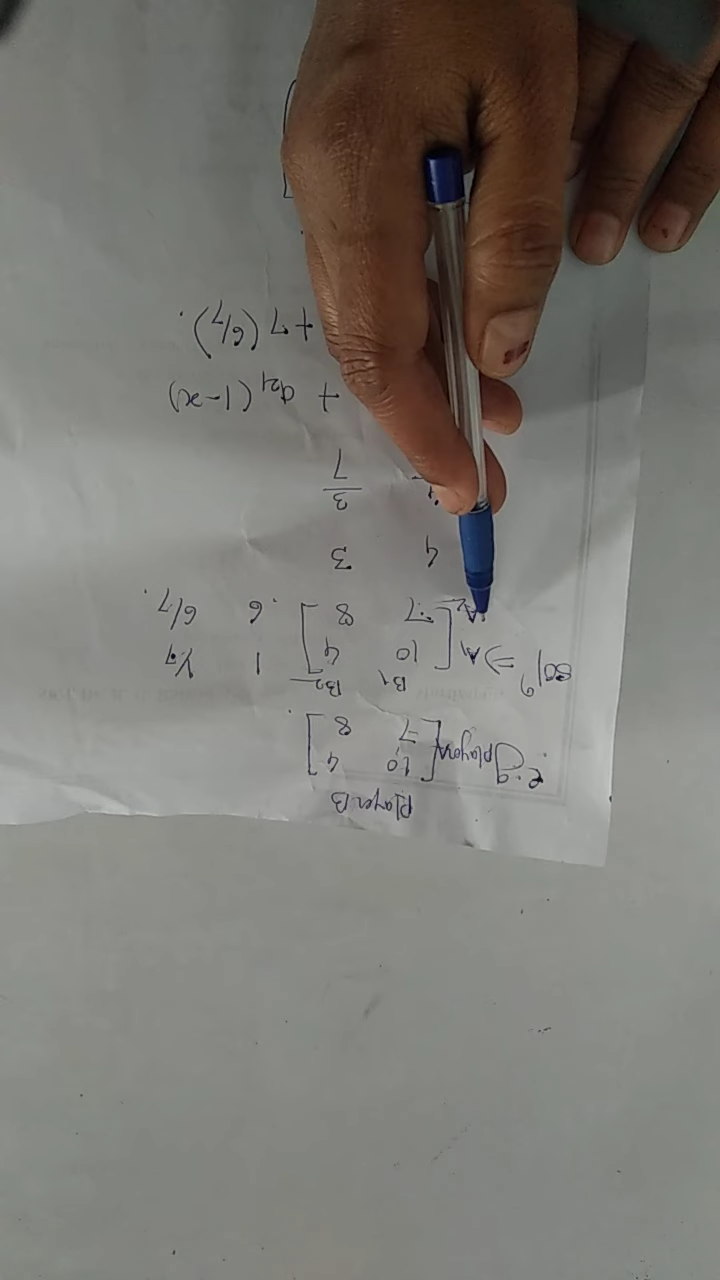 Player B
e.g Player A [ 10 4
7 8 ] .
B1 B2
sol? ⇒ A1 [ 10 4 ] 1 1/7
A2 7 8 . 6 6/7 .
4 3
3/7
+ a21 (1-x)
+ 7 (6/7) .